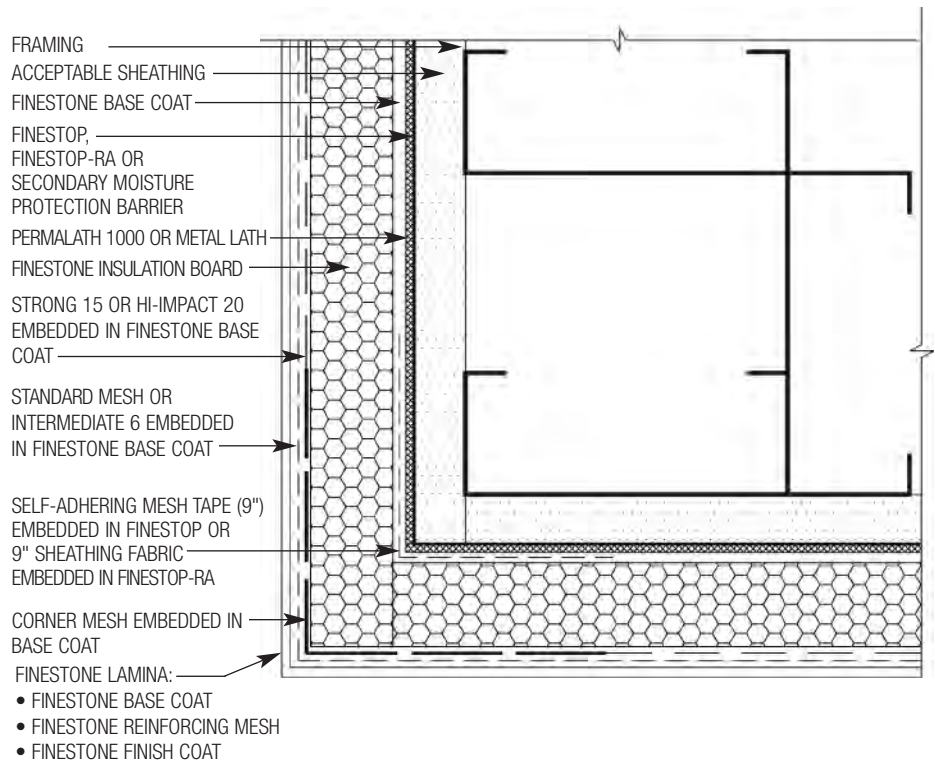 FRAMING
ACCEPTABLE SHEATHING
FINESTONE BASE COAT
FINESTOP,
FINESTOP-RA OR
SECONDARY MOISTURE
PROTECTION BARRIER
PERMALATH 1000 OR METAL LATH
FINESTONE INSULATION BOARD
STRONG 15 OR HI-IMPACT 20
EMBEDDED IN FINESTONE BASE
COAT
STANDARD MESH OR
INTERMEDIATE 6 EMBEDDED
IN FINESTONE BASE COAT
SELF-ADHERING MESH TAPE (9")
EMBEDDED IN FINESTOP OR
9" SHEATHING FABRIC
EMBEDDED IN FINESTOP-RA
CORNER MESH EMBEDDED IN
BASE COAT
FINESTONE LAMINA:
• FINESTONE BASE COAT
• FINESTONE REINFORCING MESH
• FINESTONE FINISH COAT